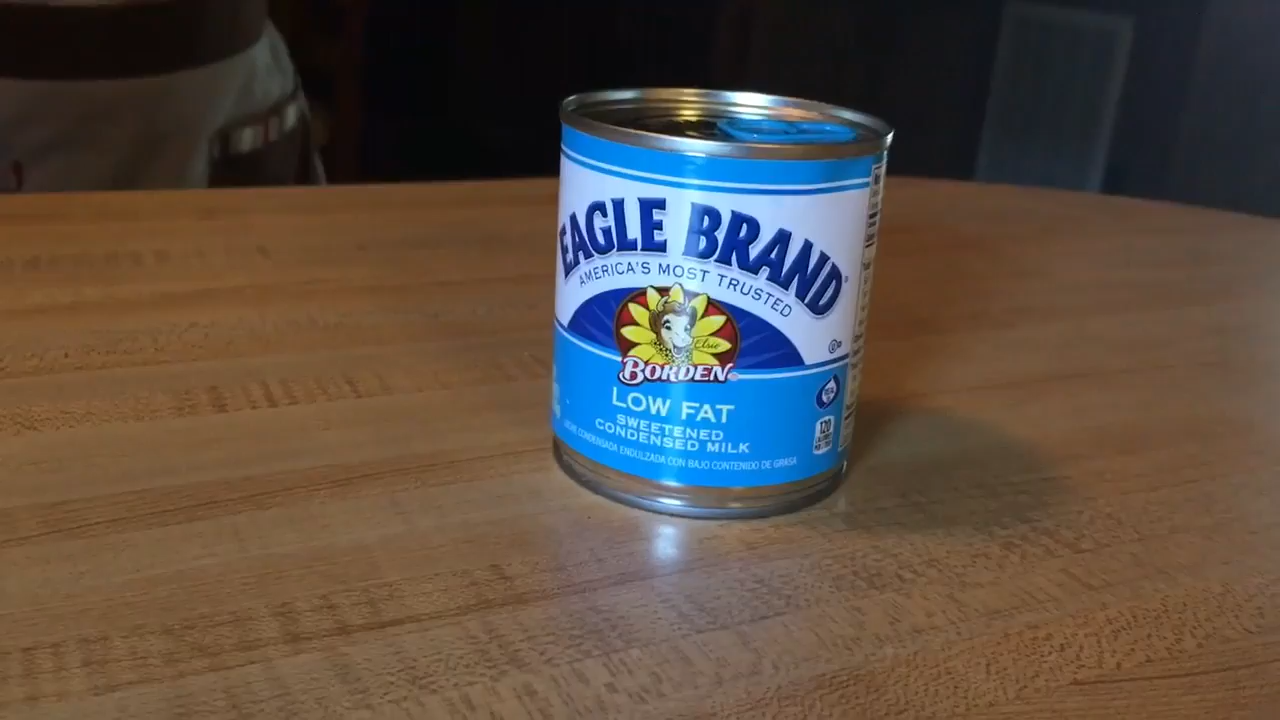 EAGLE BRAND
AMERICA'S MOST TRUSTED
Elsie
BORDEN
LOW FAT
SWEETENED
CONDENSED MILK
LECHE CONDENSADA ENDULZADA CON BAJO CONTENIDO DE GRASA
120